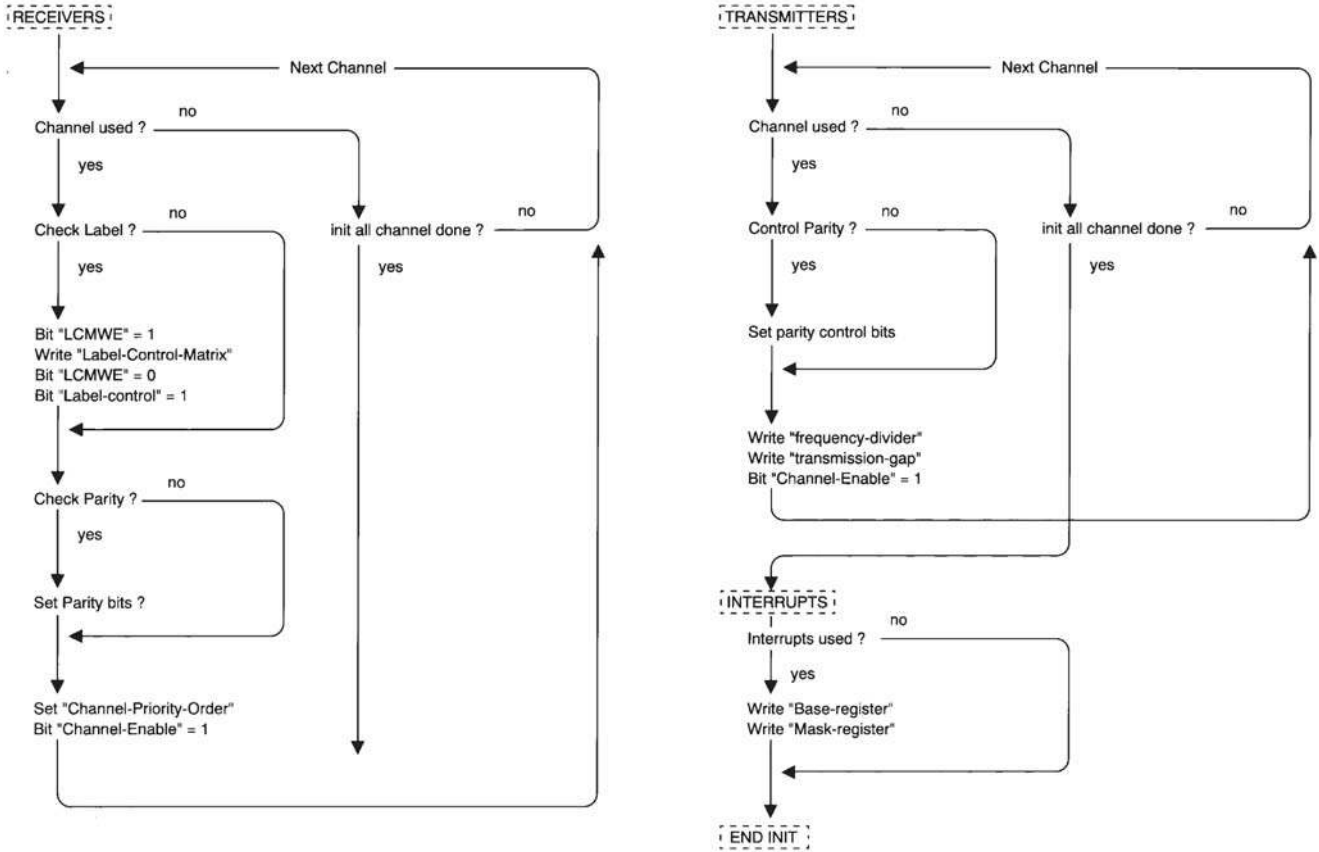 RECEIVERS
Next Channel
no
Channel used ?
yes
no
no
Check Label ?
init all channel done ?
yes
yes
Bit "LCMWE" = 1
Write "Label-Control-Matrix"
Bit "LCMWE" = 0
Bit "Label-control" = 1
no
Check Parity ?
yes
Set Parity bits ?
Set "Channel-Priority-Order"
Bit "Channel-Enable" = 1
TRANSMITTERS
Next Channel
no
Channel used ?
yes
no
no
Control Parity ?
init all channel done ?
yes
yes
Set parity control bits
Write "frequency-divider"
Write "transmission-gap"
Bit "Channel-Enable" = 1
INTERRUPTS
no
Interrupts used ?
yes
Write "Base-register"
Write "Mask-register"
END INIT